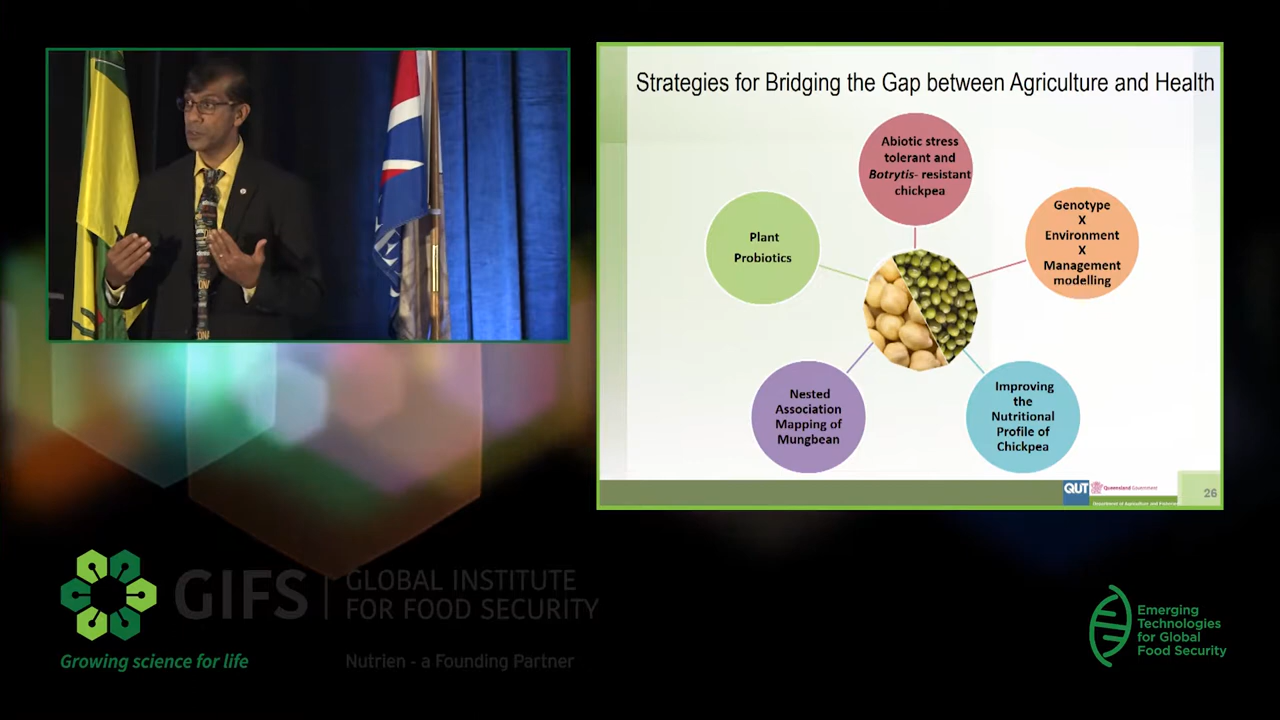 Strategies for Bridging the Gap between Agriculture and Health
Abiotic stress
tolerant and
Botrytis- resistant
chickpea
Genotype
X
Environment
X
Management
modelling
Plant
Probiotics
Nested
Association
Mapping of
Mungbean
Improving
the
Nutritional
Profile of
Chickpea
QUT
Queensland Government
Department of Agriculture and Fisheries
26
GIFS
GLOBAL INSTITUTE
FOR FOOD SECURITY
Growing science for life
Nutrien - a Founding Partner
Emerging
Technologies
for Global
Food Security